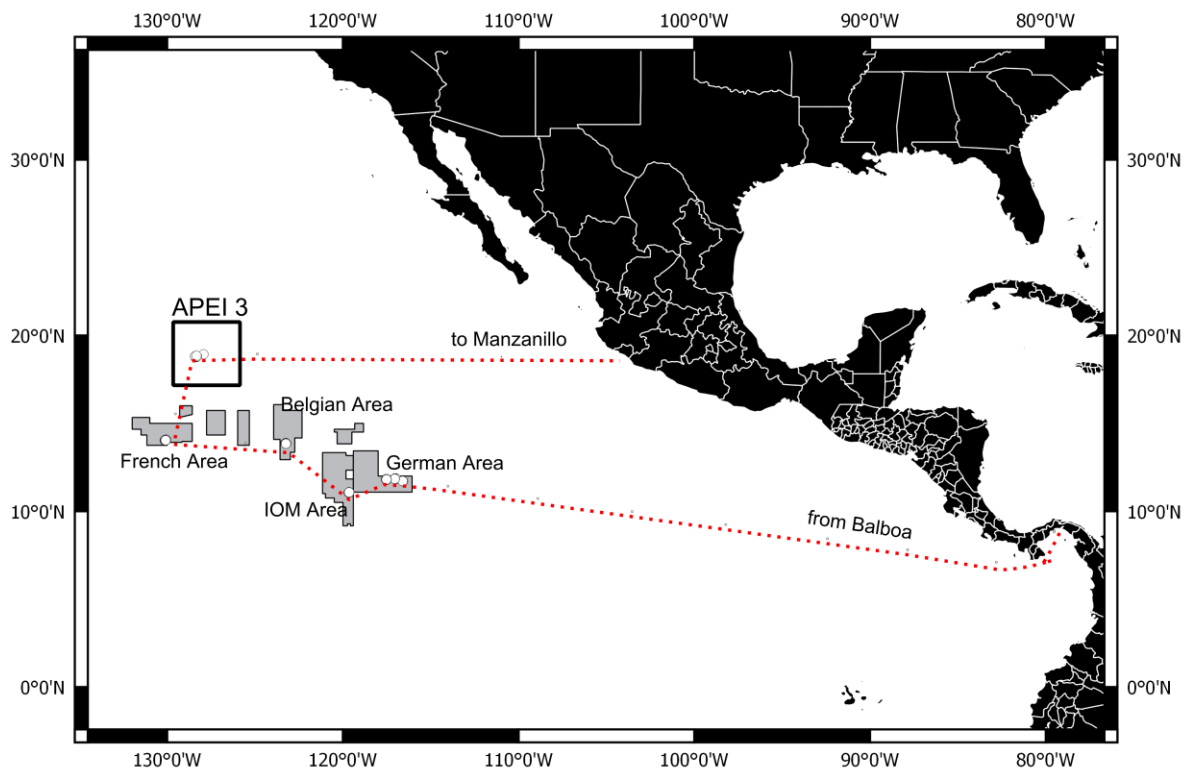 130°0'W 120°0'W 110°0'W 100°0'W 90°0'W 80°0'W
30°0'N 30°0'N
APEI 3
20°0'N 20°0'N
to Manzanillo
Belgian Area
French Area
German Area
IOM Area
10°0'N 10°0'N
from Balboa
0°0'N 0°0'N
130°0'W 120°0'W 110°0'W 100°0'W 90°0'W 80°0'W